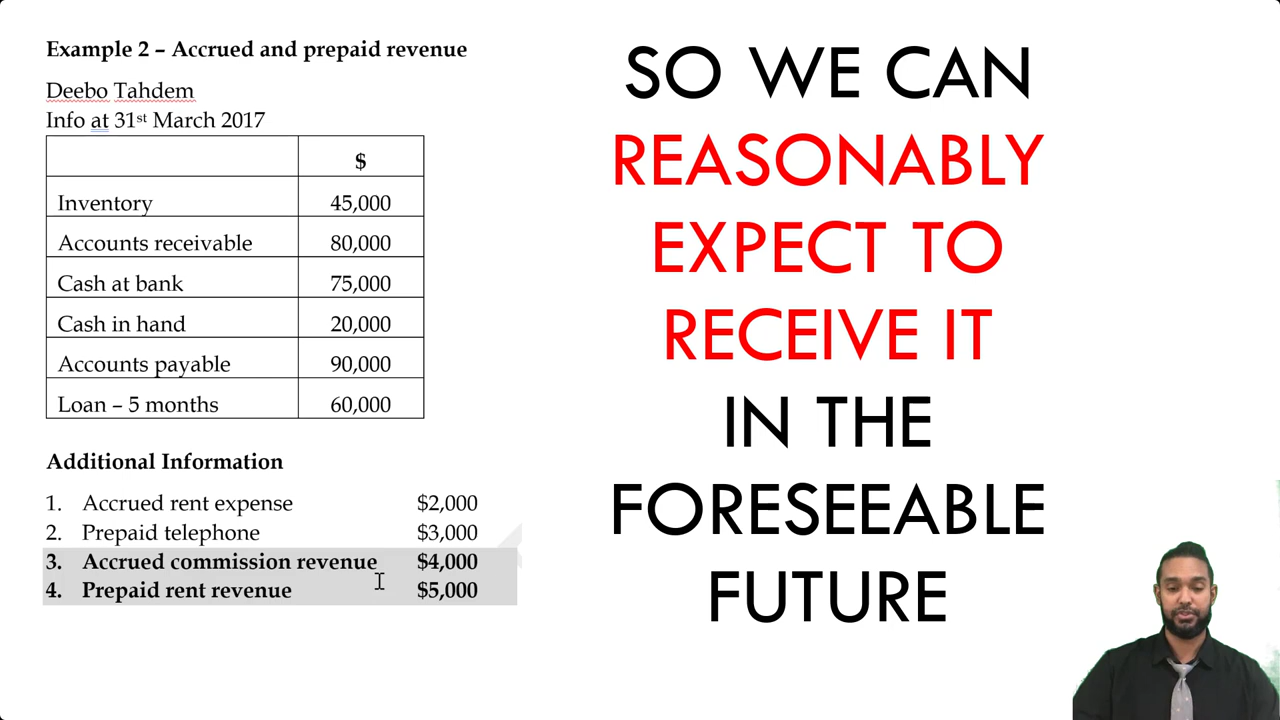 Example 2 – Accrued and prepaid revenue
Deebo Tahdem
Info at 31st March 2017
$
Inventory 45,000
Accounts receivable 80,000
Cash at bank 75,000
Cash in hand 20,000
Accounts payable 90,000
Loan – 5 months 60,000
Additional Information
1. Accrued rent expense $2,000
2. Prepaid telephone $3,000
3. Accrued commission revenue $4,000
4. Prepaid rent revenue $5,000
SO WE CAN
REASONABLY
EXPECT TO
RECEIVE IT
IN THE
FORESEEABLE
FUTURE